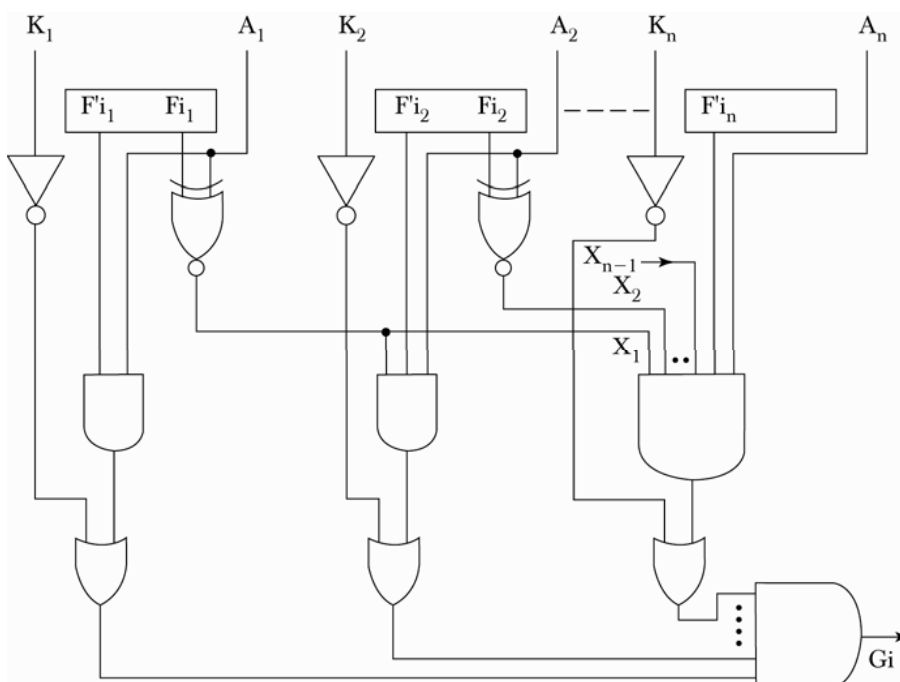 K₁ A₁ K₂ A₂ Kₙ Aₙ
F'i₁ Fi₁ F'i₂ Fi₂ F'iₙ
Xₙ₋₁
X₂
X₁
Gi